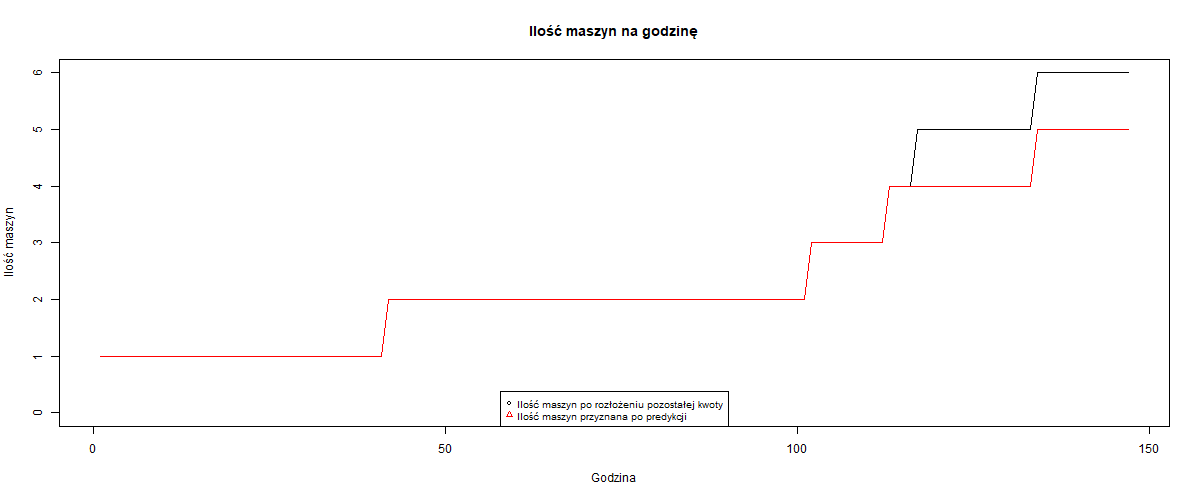 Ilość maszyn na godzinę
Ilość maszyn
6
5
4
3
2
1
0
Ilość maszyn po rozłożeniu pozostałej kwoty
Ilość maszyn przyznana po predykcji
0 50 100 150
Godzina